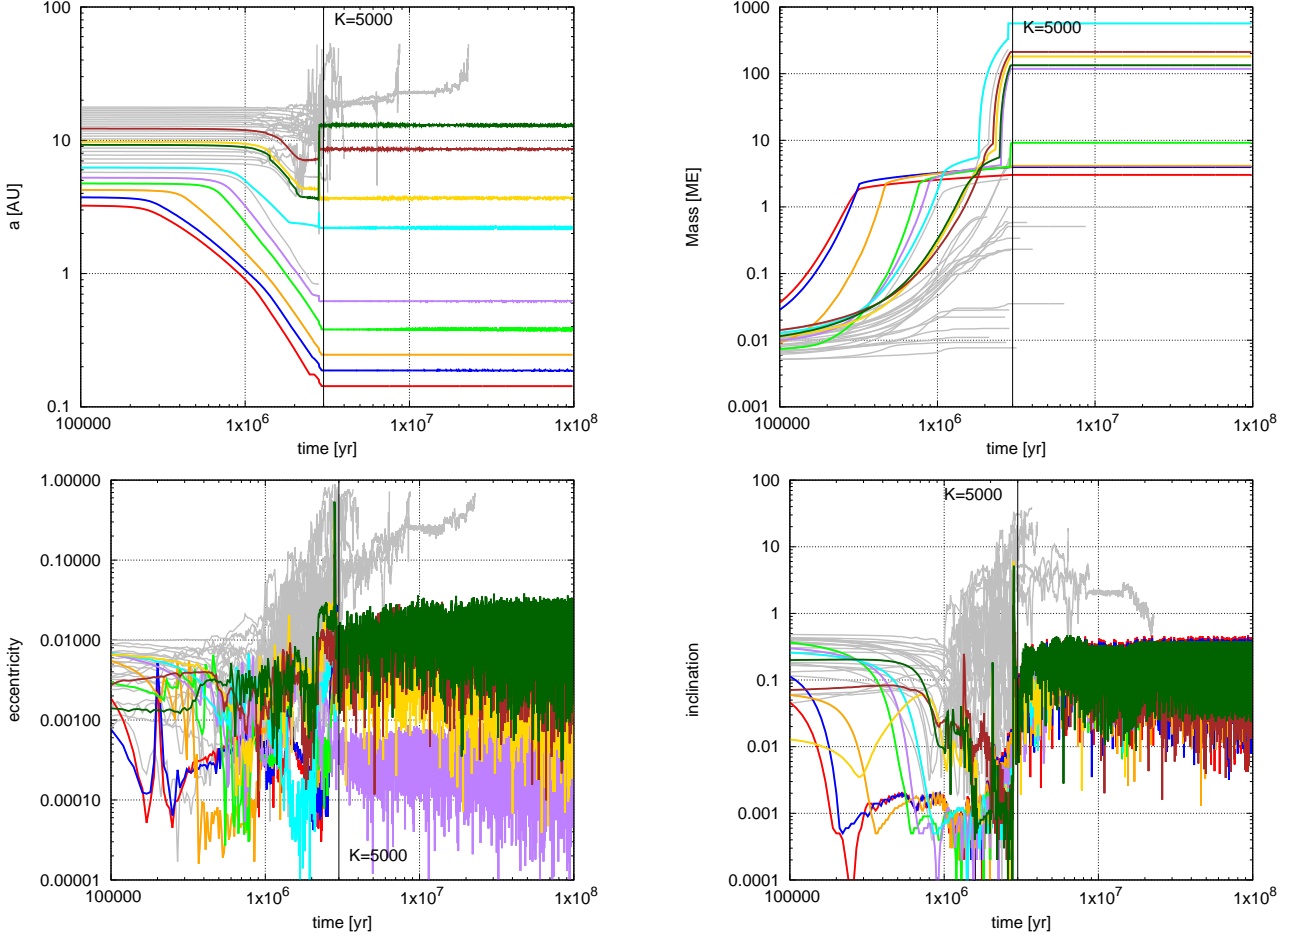 100
10
1
0.1
a [AU]
K=5000
100000
1x10^6
1x10^7
1x10^8
time [yr]
1000
100
10
1
0.1
0.01
0.001
Mass [ME]
K=5000
100000
1x10^6
1x10^7
1x10^8
time [yr]
1.00000
0.10000
0.01000
0.00100
0.00010
0.00001
eccentricity
K=5000
100000
1x10^6
1x10^7
1x10^8
time [yr]
100
10
1
0.1
0.01
0.001
0.0001
inclination
K=5000
100000
1x10^6
1x10^7
1x10^8
time [yr]